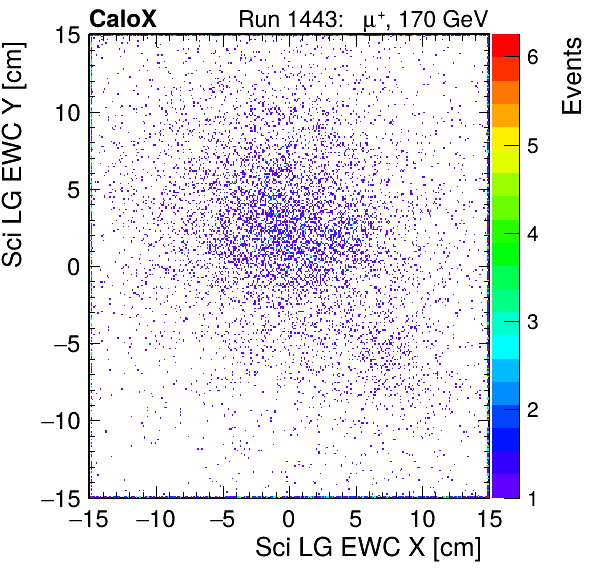 CaloX Run 1443: μ⁺, 170 GeV
Sci LG EWC Y [cm]
15
10
5
0
−5
−10
−15
−15 −10 −5 0 5 10 15
Sci LG EWC X [cm]
Events
6
5
4
3
2
1